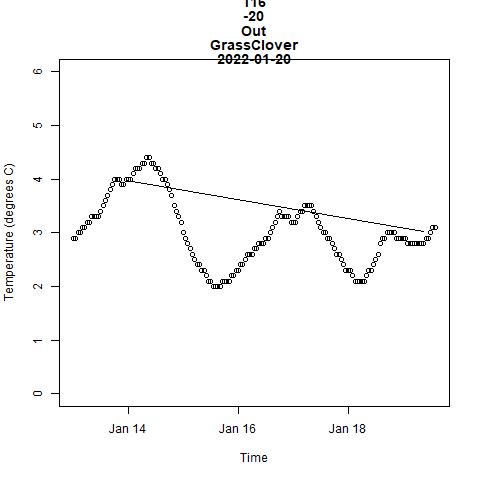 T16
-20
Out
GrassClover
2022-01-20
6
5
4
3
2
1
0
Temperature (degrees C)
Jan 14 Jan 16 Jan 18
Time